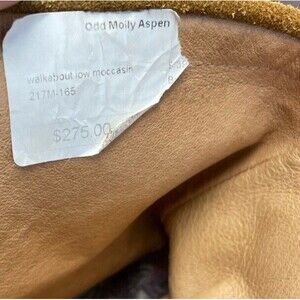 Odd Molly Aspen
walkabout low moccasin
217M-165
$275.00